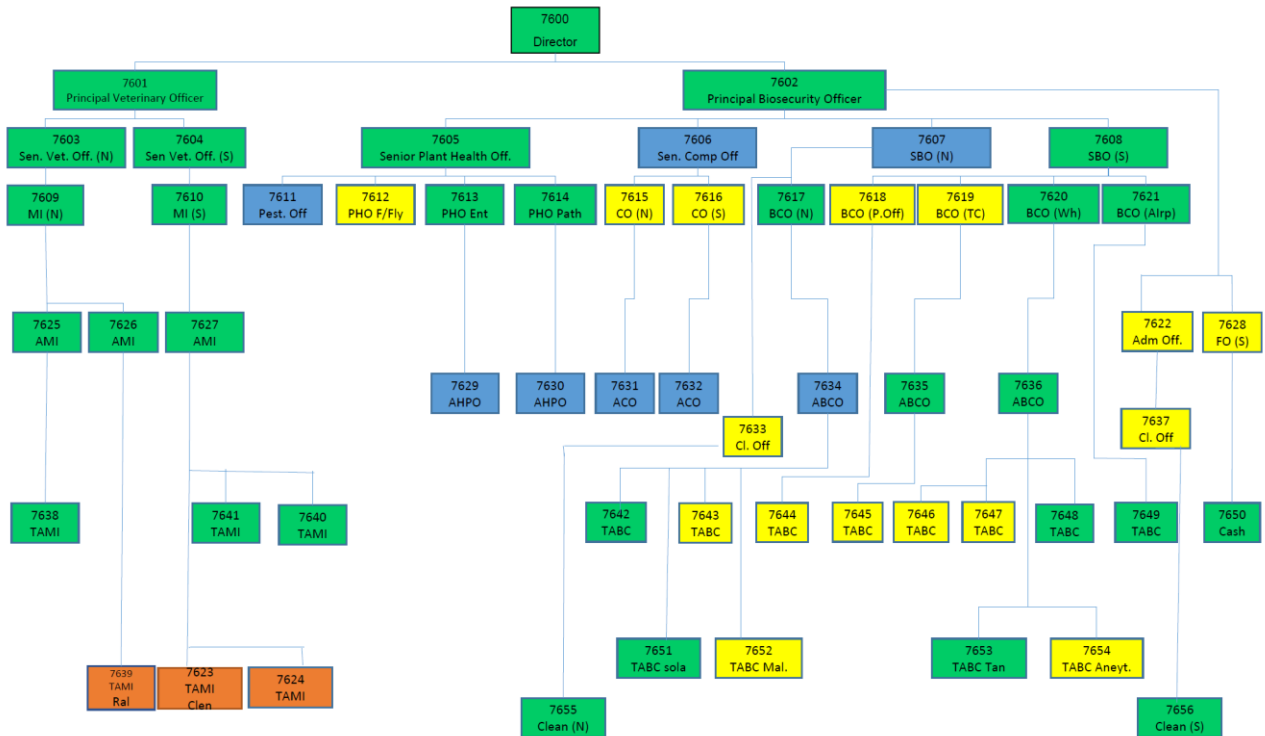 7600
Director
7601
Principal Veterinary Officer
7602
Principal Biosecurity Officer
7603
Sen. Vet. Off. (N)
7604
Sen Vet. Off. (S)
7605
Senior Plant Health Off.
7606
Sen. Comp Off
7607
SBO (N)
7608
SBO (S)
7609
MI (N)
7610
MI (S)
7611
Pest. Off
7612
PHO F/Fly
7613
PHO Ent
7614
PHO Path
7615
CO (N)
7616
CO (S)
7617
BCO (N)
7618
BCO (P.Off)
7619
BCO (TC)
7620
BCO (Wh)
7621
BCO (AIrp)
7625
AMI
7626
AMI
7627
AMI
7622
Adm Off.
7628
FO (S)
7629
AHPO
7630
AHPO
7631
ACO
7632
ACO
7634
ABCO
7635
ABCO
7636
ABCO
7633
Cl. Off
7637
Cl. Off
7638
TAMI
7641
TAMI
7640
TAMI
7642
TABC
7643
TABC
7644
TABC
7645
TABC
7646
TABC
7647
TABC
7648
TABC
7649
TABC
7650
Cash
7651
TABC sola
7652
TABC Mal.
7653
TABC Tan
7654
TABC Aneyt.
7639
TAMI
Ral
7623
TAMI
Clen
7624
TAMI
7655
Clean (N)
7656
Clean (S)